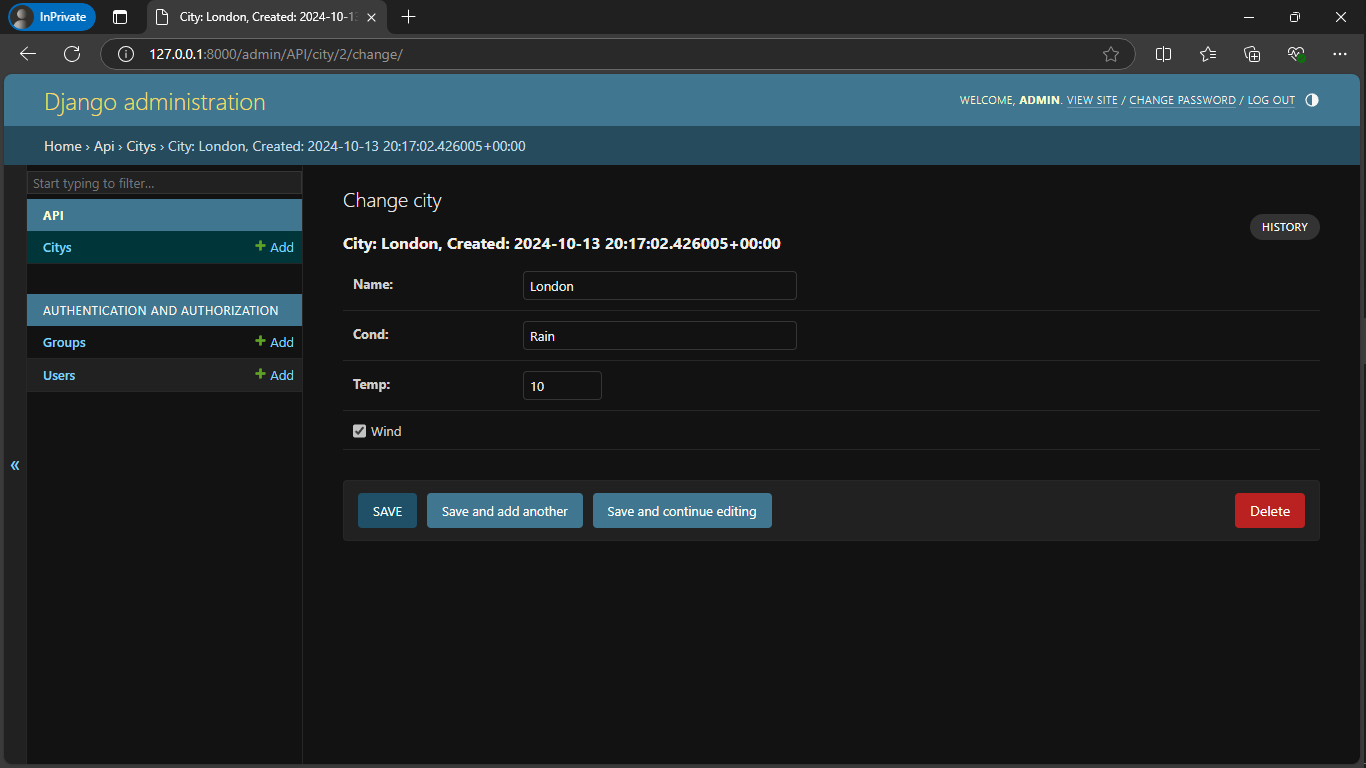 InPrivate
City: London, Created: 2024-10-1
127.0.0.1:8000/admin/API/city/2/change/
Django administration
WELCOME, ADMIN. VIEW SITE / CHANGE PASSWORD / LOG OUT
Home › Api › Citys › City: London, Created: 2024-10-13 20:17:02.426005+00:00
Start typing to filter...
API
Citys + Add
AUTHENTICATION AND AUTHORIZATION
Groups + Add
Users + Add
«
Change city
HISTORY
City: London, Created: 2024-10-13 20:17:02.426005+00:00
Name: London
Cond: Rain
Temp: 10
Wind
SAVE Save and add another Save and continue editing Delete